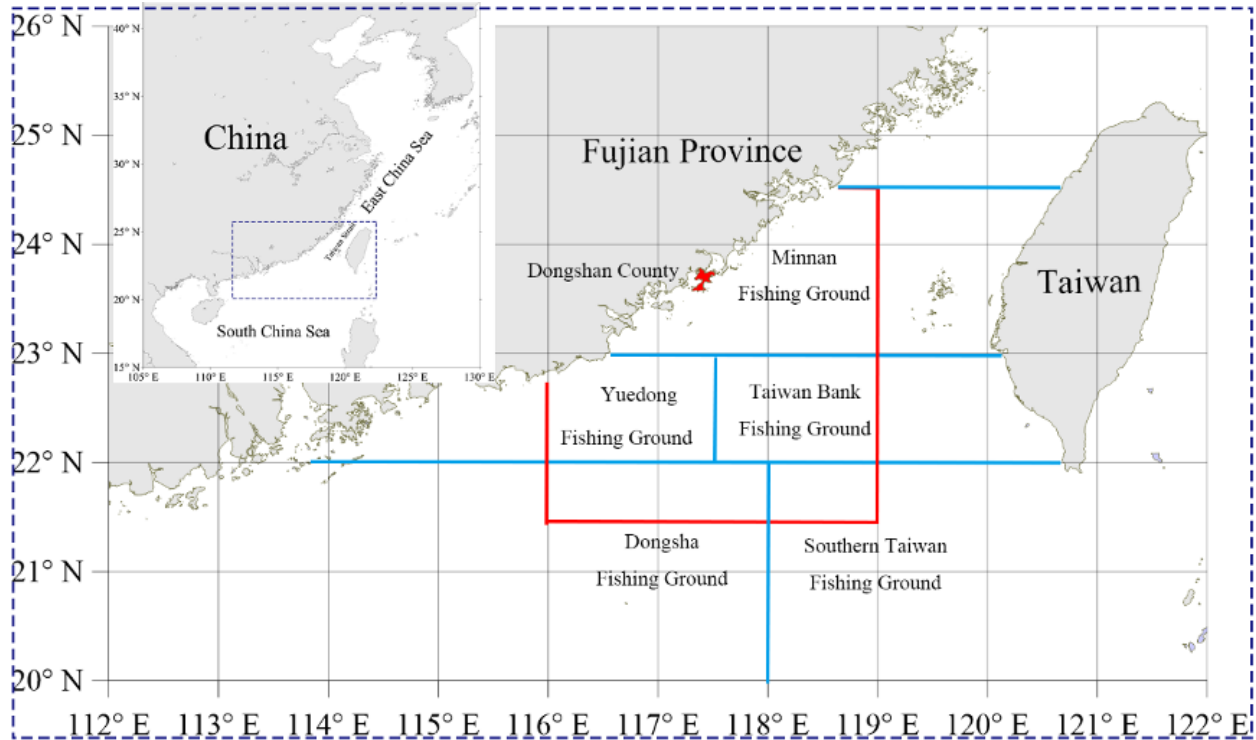 26° N
25° N
24° N
23° N
22° N
21° N
20° N
112° E 113° E 114° E 115° E 116° E 117° E 118° E 119° E 120° E 121° E 122° E
40° N
35° N
30° N
25° N
20° N
15° N
105° E 110° E 115° E 120° E 125° E 130° E
China
East China Sea
Taiwan Strait
South China Sea
Fujian Province
Dongshan County
Minnan
Fishing Ground
Taiwan
Yuedong
Fishing Ground
Taiwan Bank
Fishing Ground
Dongsha
Fishing Ground
Southern Taiwan
Fishing Ground